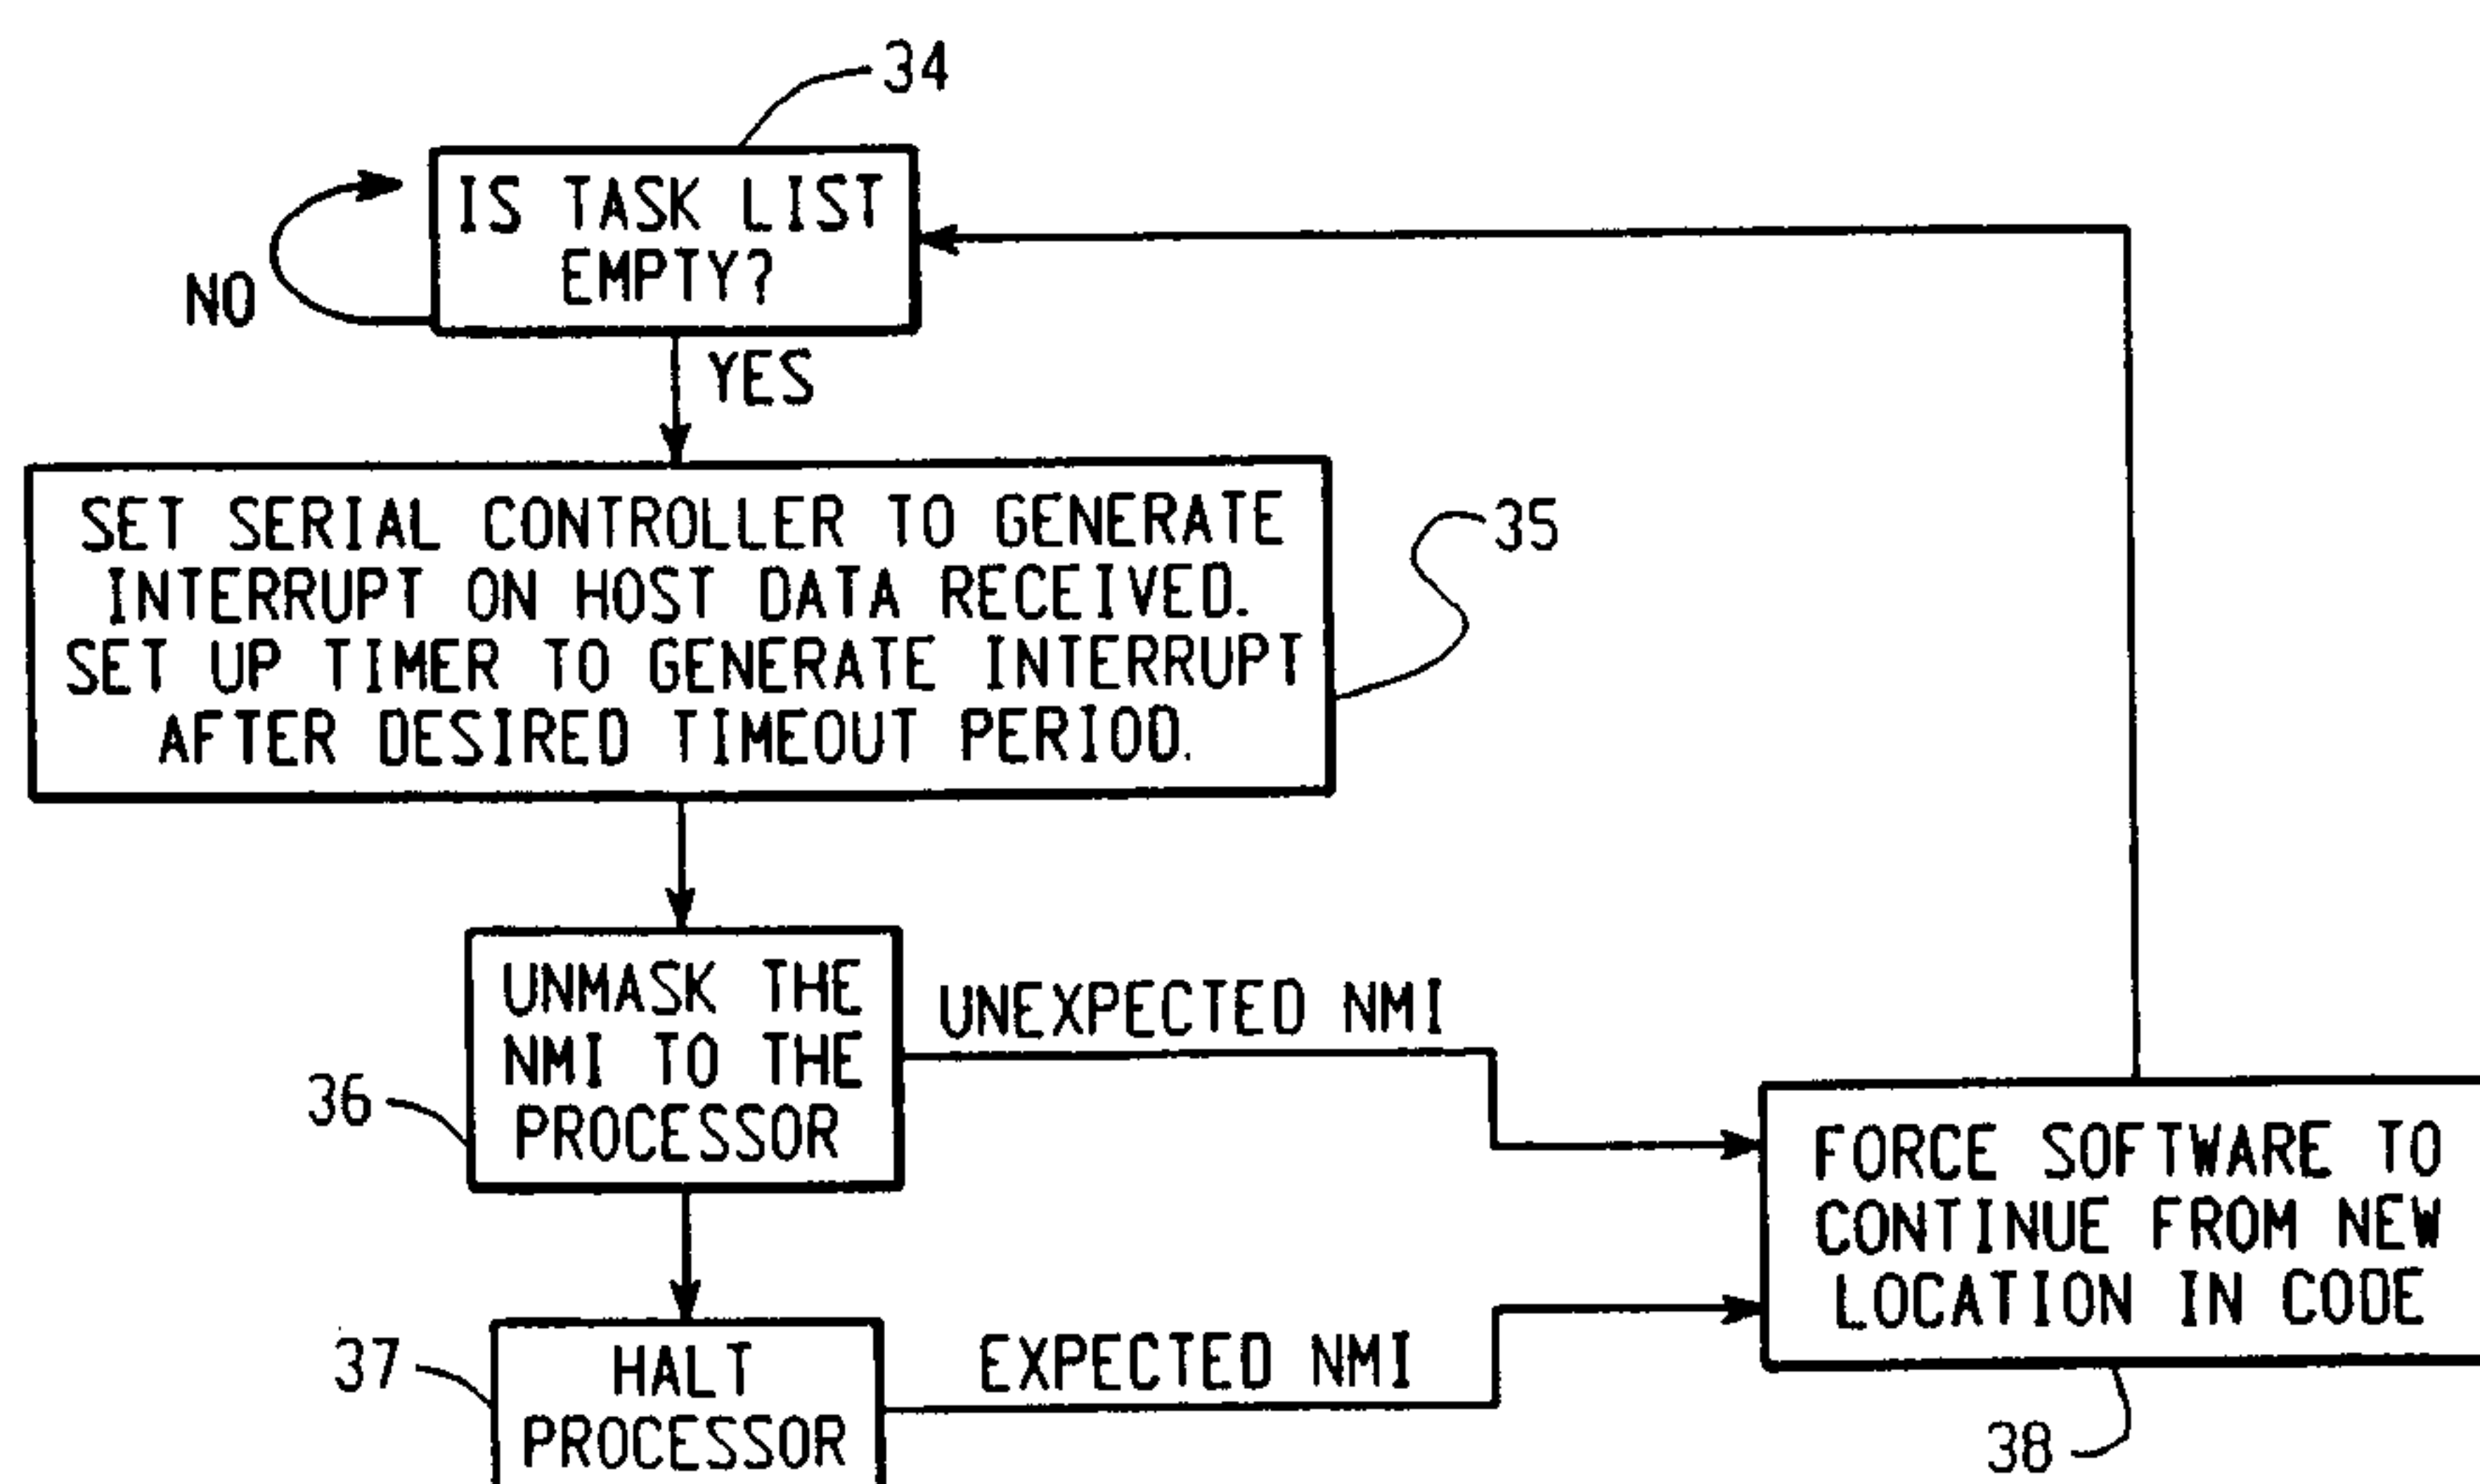 34
IS TASK LIST
EMPTY?
NO
YES
SET SERIAL CONTROLLER TO GENERATE
INTERRUPT ON HOST DATA RECEIVED.
SET UP TIMER TO GENERATE INTERRUPT
AFTER DESIRED TIMEOUT PERIOD.
35
UNMASK THE
NMI TO THE
PROCESSOR
36
UNEXPECTED NMI
FORCE SOFTWARE TO
CONTINUE FROM NEW
LOCATION IN CODE
37
HALT
PROCESSOR
EXPECTED NMI
38